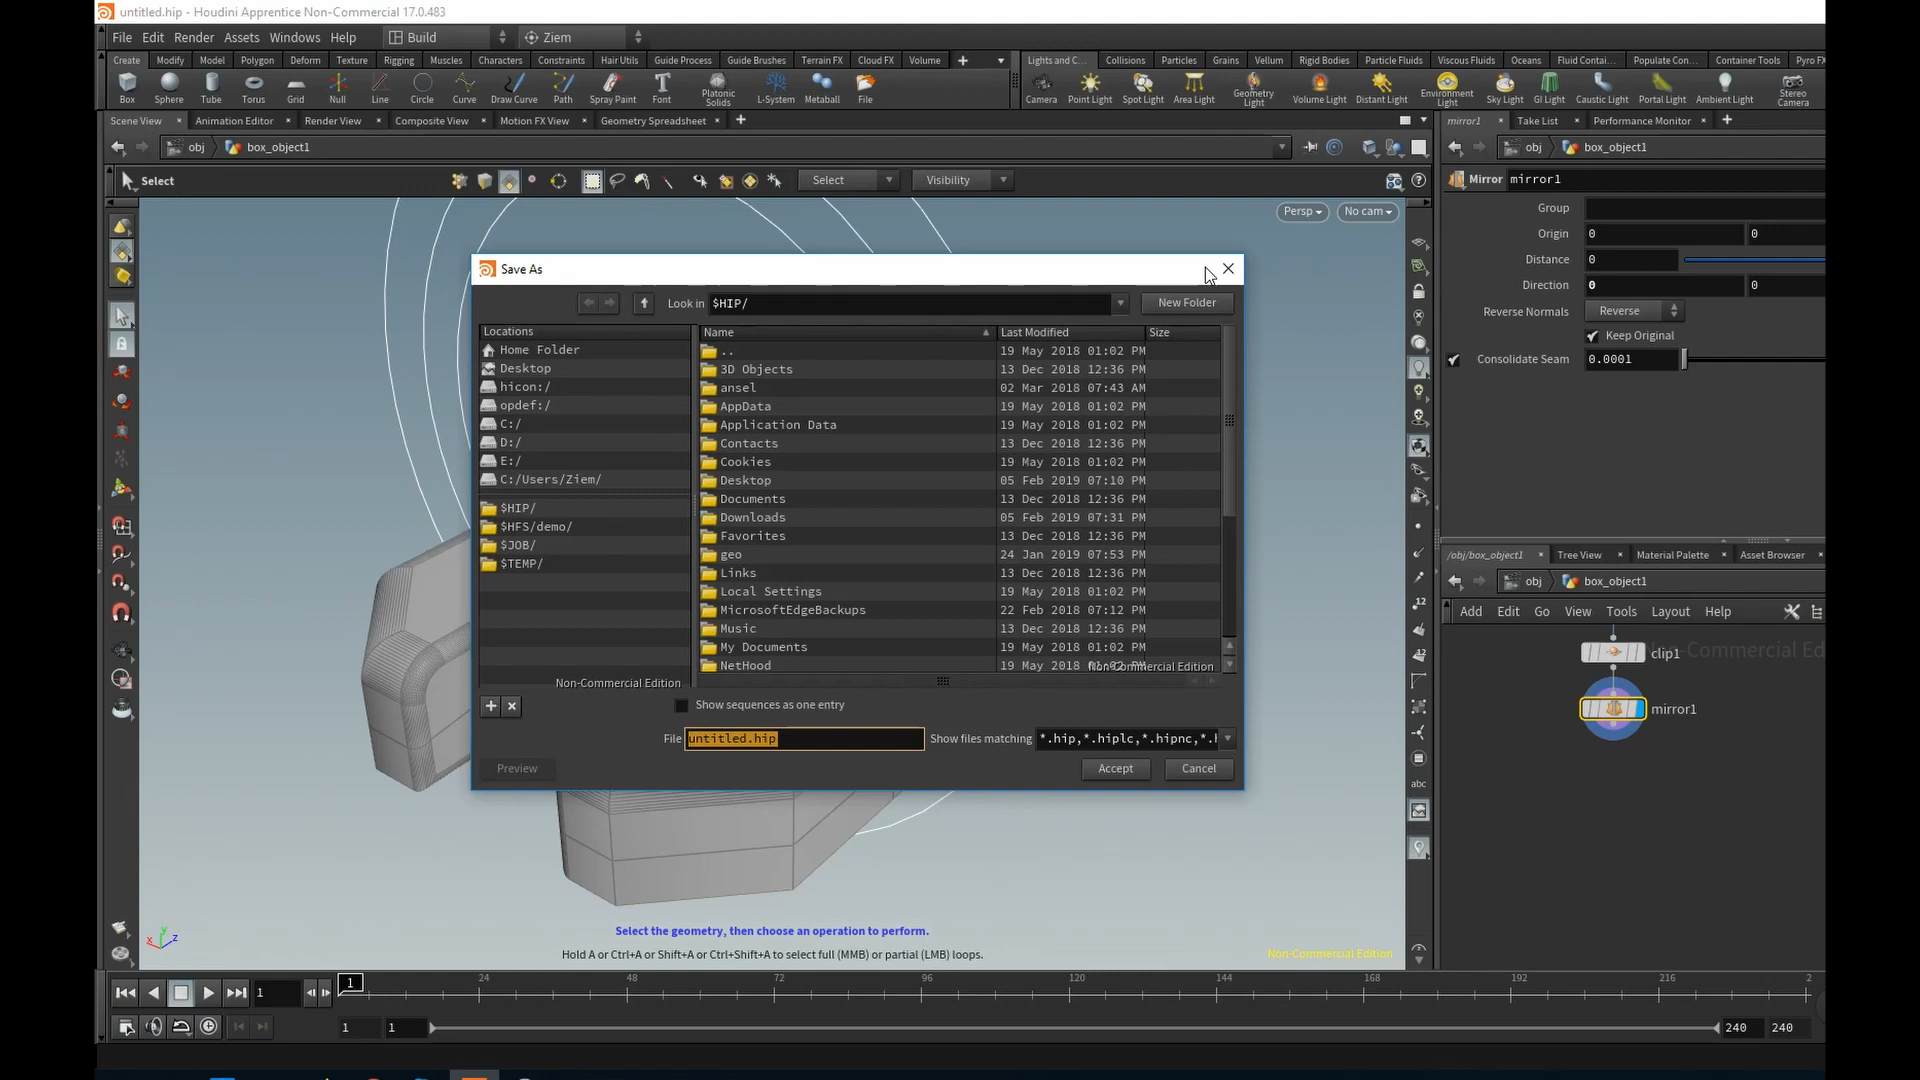 untitled.hip - Houdini Apprentice Non-Commercial 17.0.483
File Edit Render Assets Windows Help Build Ziem
Create Modify Model Polygon Deform Texture Rigging Muscles Characters Constraints Hair Utils Guide Process Guide Brushes Terrain FX Cloud FX Volume
Lights and C... Collisions Particles Grains Vellum Rigid Bodies Particle Fluids Viscous Fluids Oceans Fluid Contai... Populate Con... Container Tools Pyro FX
Box Sphere Tube Torus Grid Null Line Circle Curve Draw Curve Path Spray Paint Font Platonic Solids L-System Metaball File
Camera Point Light Spot Light Area Light Geometry Light Volume Light Distant Light Environment Light Sky Light GI Light Caustic Light Portal Light Ambient Light Stereo Camera
Scene View Animation Editor Render View Composite View Motion FX View Geometry Spreadsheet
mirror1 Take List Performance Monitor
obj box_object1
obj box_object1
Select Select Visibility
Mirror mirror1
Persp No cam
Group
Origin 0 0
Distance 0
Direction 0 0
Reverse Normals Reverse
Keep Original
Consolidate Seam 0.0001
Save As
Look in $HIP/ New Folder
Locations
Home Folder
Desktop
hicon:/
opdef:/
C:/
D:/
E:/
C:/Users/Ziem/
$HIP/
$HFS/demo/
$JOB/
$TEMP/
Non-Commercial Edition
Name Last Modified Size
.. 19 May 2018 01:02 PM
3D Objects 13 Dec 2018 12:36 PM
ansel 02 Mar 2018 07:43 AM
AppData 19 May 2018 01:02 PM
Application Data 19 May 2018 01:02 PM
Contacts 13 Dec 2018 12:36 PM
Cookies 19 May 2018 01:02 PM
Desktop 05 Feb 2019 07:10 PM
Documents 13 Dec 2018 12:36 PM
Downloads 05 Feb 2019 07:31 PM
Favorites 13 Dec 2018 12:36 PM
geo 24 Jan 2019 07:53 PM
Links 13 Dec 2018 12:36 PM
Local Settings 19 May 2018 01:02 PM
MicrosoftEdgeBackups 22 Feb 2018 07:12 PM
Music 13 Dec 2018 12:36 PM
My Documents 19 May 2018 01:02 PM
NetHood 19 May 2018 PM
Non-Commercial Edition
Show sequences as one entry
File untitled.hip Show files matching *.hip,*.hiplc,*.hipnc,*.h
Preview Accept Cancel
/obj/box_object1 Tree View Material Palette Asset Browser
obj box_object1
Add Edit Go View Tools Layout Help
Non-Commercial Ed
clip1
mirror1
abc
Select the geometry, then choose an operation to perform.
Hold A or Ctrl+A or Shift+A or Ctrl+Shift+A to select full (MMB) or partial (LMB) loops.
Non-Commercial Edition
x y z
1 1 24 48 72 96 120 144 168 192 216 2
1 1 240 240